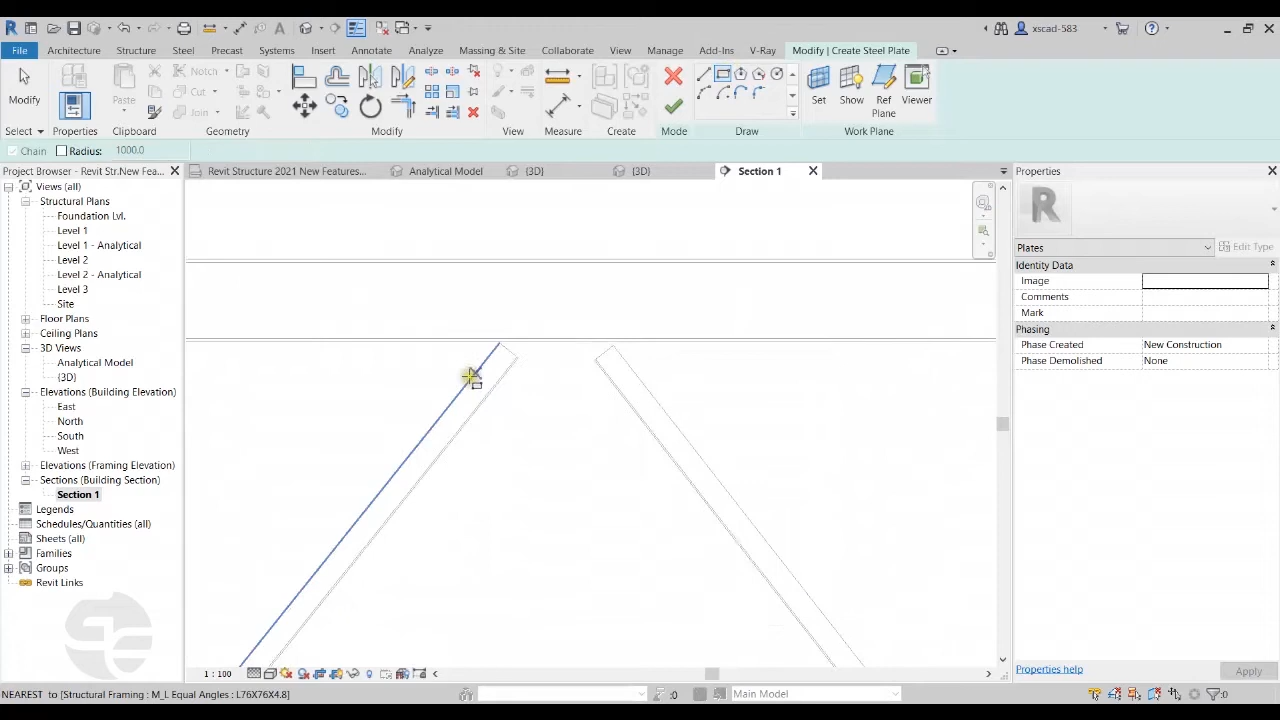 xscad-583
File
Architecture
Structure
Steel
Precast
Systems
Insert
Annotate
Analyze
Massing & Site
Collaborate
View
Manage
Add-Ins
V-Ray
Modify | Create Steel Plate
Modify
Paste
Notch
Cut
Join
Set
Show
Ref
Plane
Viewer
Select
Properties
Clipboard
Geometry
Modify
View
Measure
Create
Mode
Draw
Work Plane
Chain
Radius:
1000.0
Project Browser - Revit Str.New Fea...
Revit Structure 2021 New Features...
Analytical Model
{3D}
{3D}
Section 1
Properties
Views (all)
Structural Plans
Foundation Lvl.
Level 1
Level 1 - Analytical
Level 2
Level 2 - Analytical
Level 3
Site
Floor Plans
Ceiling Plans
3D Views
Analytical Model
{3D}
Elevations (Building Elevation)
East
North
South
West
Elevations (Framing Elevation)
Sections (Building Section)
Section 1
Legends
Schedules/Quantities (all)
Sheets (all)
Families
Groups
Revit Links
Plates
Edit Type
Identity Data
Image
Comments
Mark
Phasing
Phase Created
New Construction
Phase Demolished
None
Properties help
Apply
1 : 100
NEAREST to [Structural Framing : M_L Equal Angles : L76X76X4.8]
:0
Main Model
:0